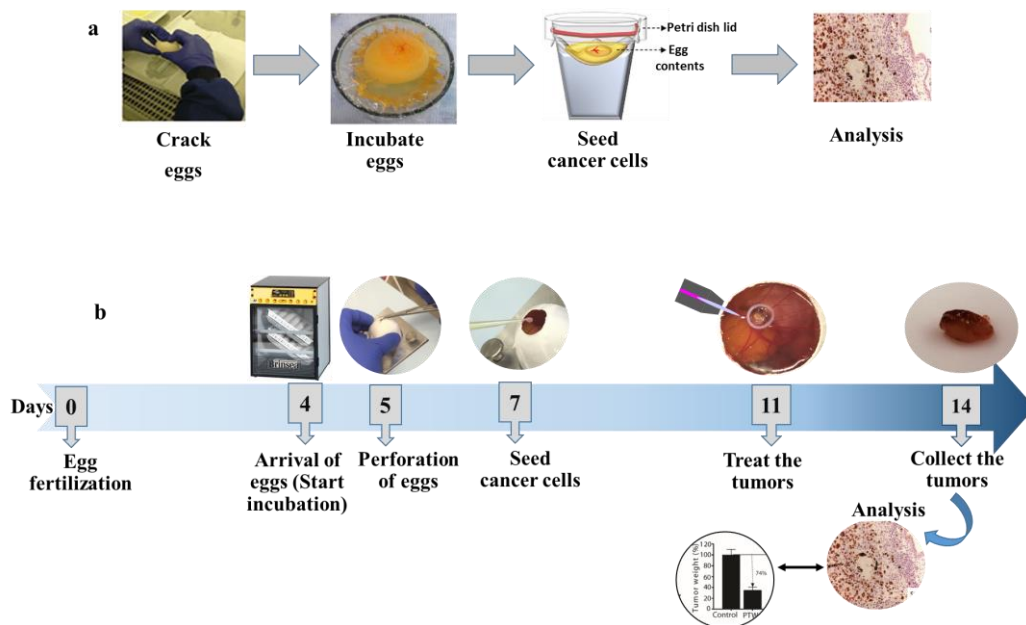 a
Petri dish lid
Egg
contents
Crack
eggs
Incubate
eggs
Seed
cancer cells
Analysis
b
Brinsea
Days
0
4
5
7
11
14
Egg
fertilization
Arrival of
eggs (Start
incubation)
Perforation
of eggs
Seed
cancer cells
Treat the
tumors
Collect the
tumors
Analysis
Tumor weight (%)
120
100
80
60
40
20
0
74%
Control
PTW